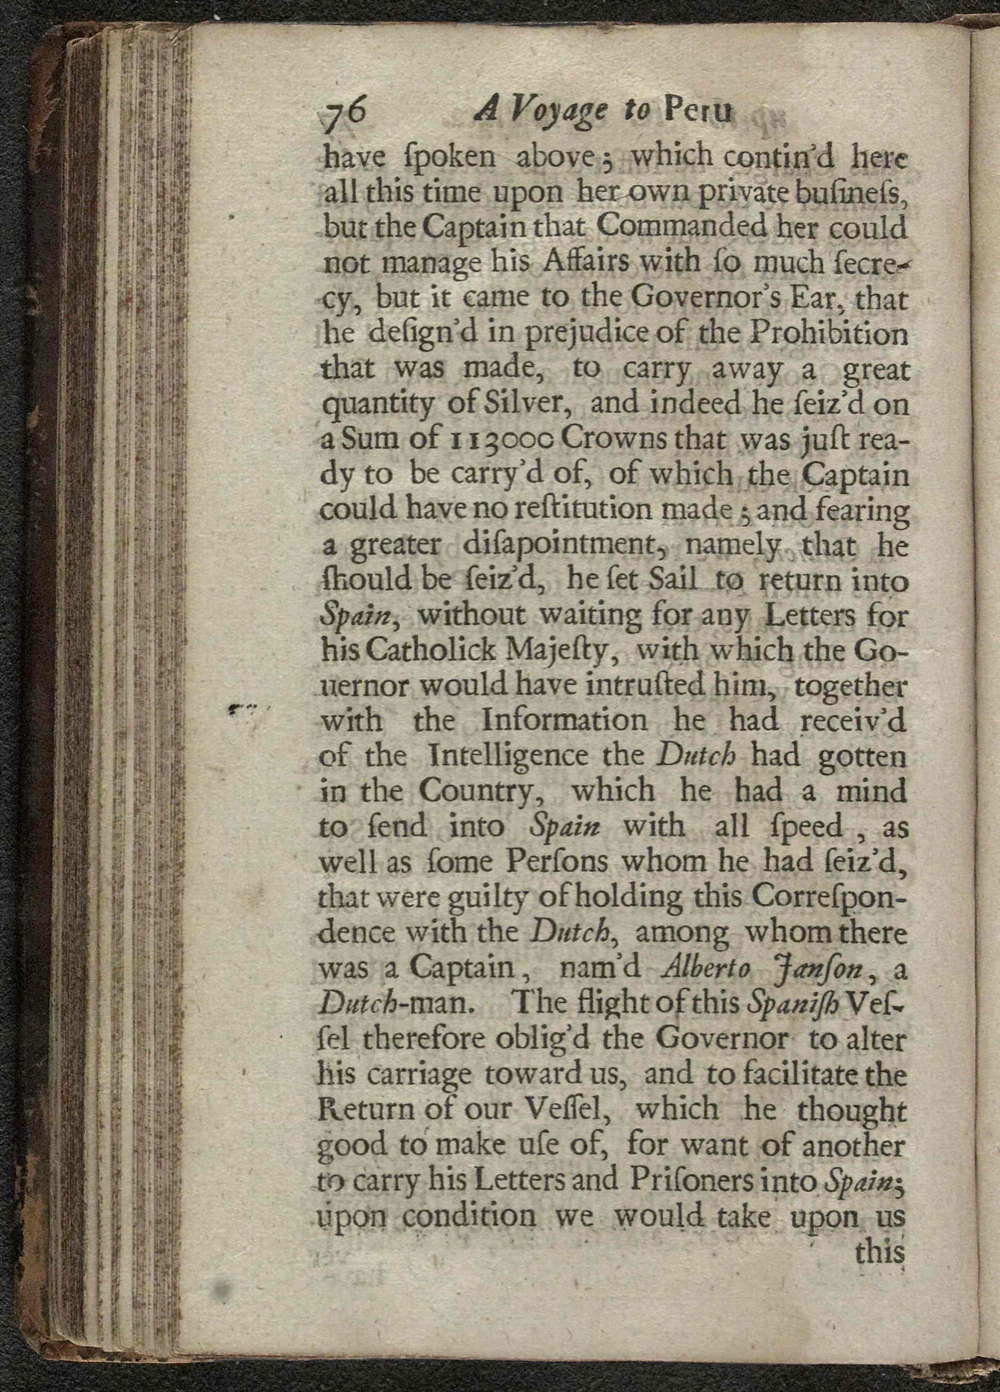 76 A Voyage to Peru
have ſpoken above; which contin'd here
all this time upon her own private buſineſs,
but the Captain that Commanded her could
not manage his Affairs with ſo much ſecre-
cy, but it came to the Governor's Ear, that
he deſign'd in prejudice of the Prohibition
that was made, to carry away a great
quantity of Silver, and indeed he ſeiz'd on
a Sum of 113000 Crowns that was juſt rea-
dy to be carry'd of, of which the Captain
could have no reſtitution made; and fearing
a greater diſapointment, namely that he
ſhould be ſeiz'd, he ſet Sail to return into
Spain, without waiting for any Letters for
his Catholick Majeſty, with which the Go-
uernor would have intruſted him, together
with the Information he had receiv'd
of the Intelligence the Dutch had gotten
in the Country, which he had a mind
to ſend into Spain with all ſpeed, as
well as ſome Perſons whom he had ſeiz'd,
that were guilty of holding this Correſpon-
dence with the Dutch, among whom there
was a Captain, nam'd Alberto Janſon, a
Dutch-man. The flight of this Spaniſh Veſ-
ſel therefore oblig'd the Governor to alter
his carriage toward us, and to facilitate the
Return of our Veſſel, which he thought
good to make uſe of, for want of another
to carry his Letters and Priſoners into Spain;
upon condition we would take upon us
this